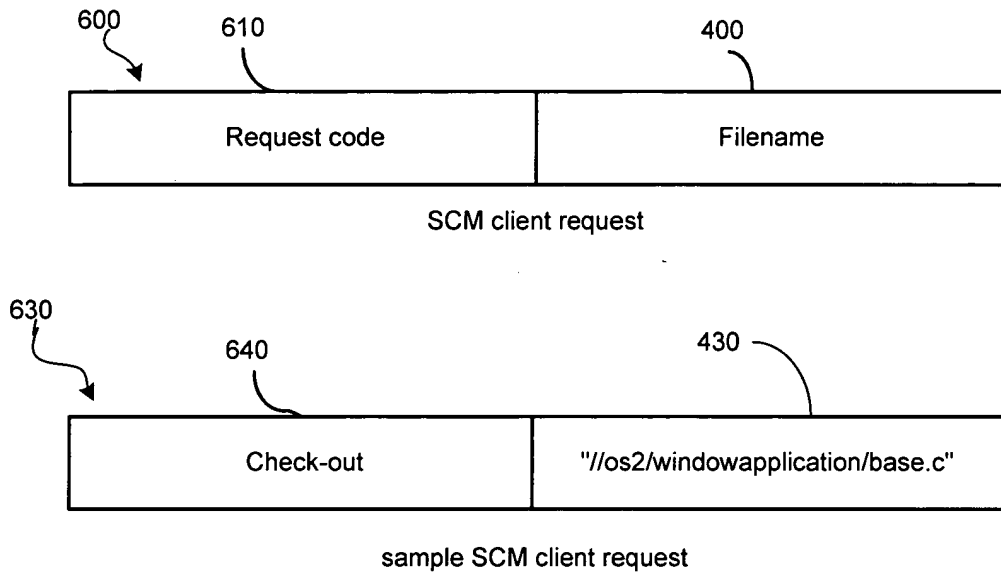 600
610
400
Request code
Filename
SCM client request
630
640
430
Check-out
"//os2/windowapplication/base.c"
sample SCM client request